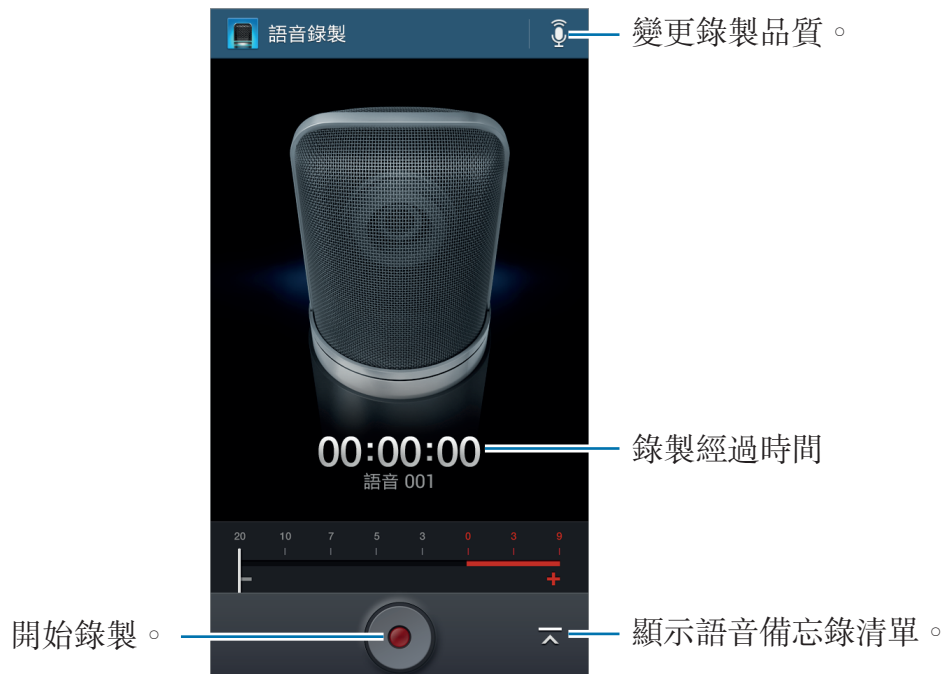 語音錄製
變更錄製品質。
00:00:00
錄製經過時間
語音 001
20 10 7 5 3 0 3 9
− +
開始錄製。
顯示語音備忘錄清單。